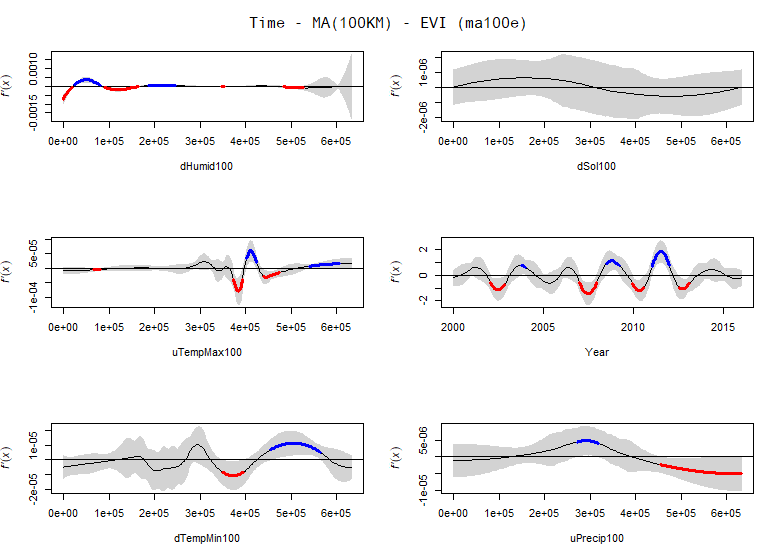 Time - MA(100KM) - EVI (ma100e)
f'(x)
-0.0015 0.0010
0e+00 1e+05 2e+05 3e+05 4e+05 5e+05 6e+05
dHumid100
f'(x)
-2e-06 1e-06
0e+00 1e+05 2e+05 3e+05 4e+05 5e+05 6e+05
dSol100
f'(x)
-1e-04 5e-05
0e+00 1e+05 2e+05 3e+05 4e+05 5e+05 6e+05
uTempMax100
f'(x)
-2 0 2
2000 2005 2010 2015
Year
f'(x)
-2e-05 1e-05
0e+00 1e+05 2e+05 3e+05 4e+05 5e+05 6e+05
dTempMin100
f'(x)
-1e-05 5e-06
0e+00 1e+05 2e+05 3e+05 4e+05 5e+05 6e+05
uPrecip100